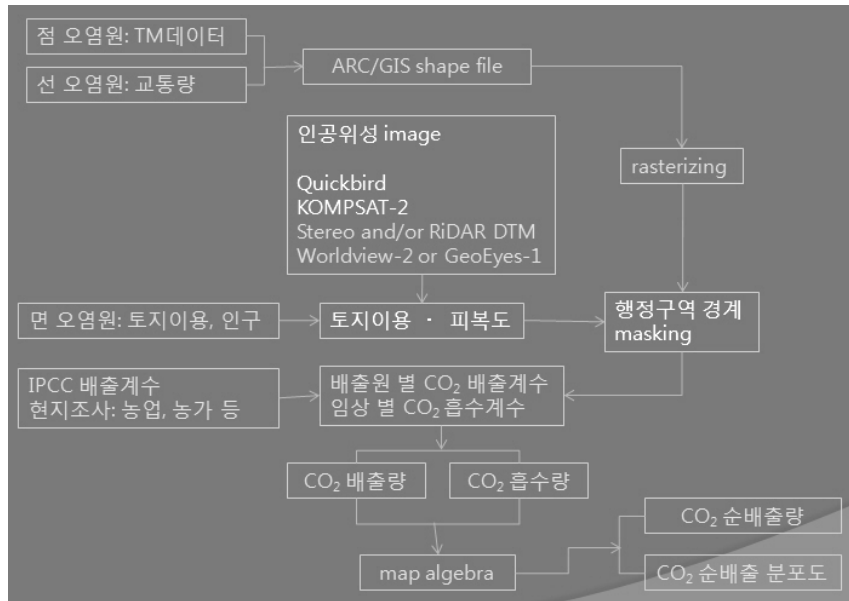 점 오염원: TM데이터
선 오염원: 교통량
ARC/GIS shape file
인공위성 image
Quickbird
KOMPSAT-2
Stereo and/or RiDAR DTM
Worldview-2 or GeoEyes-1
rasterizing
면 오염원: 토지이용, 인구
토지이용 · 피복도
행정구역 경계
masking
IPCC 배출계수
현지조사: 농업, 농가 등
배출원 별 CO₂ 배출계수
임상 별 CO₂ 흡수계수
CO₂ 배출량
CO₂ 흡수량
map algebra
CO₂ 순배출량
CO₂ 순배출 분포도